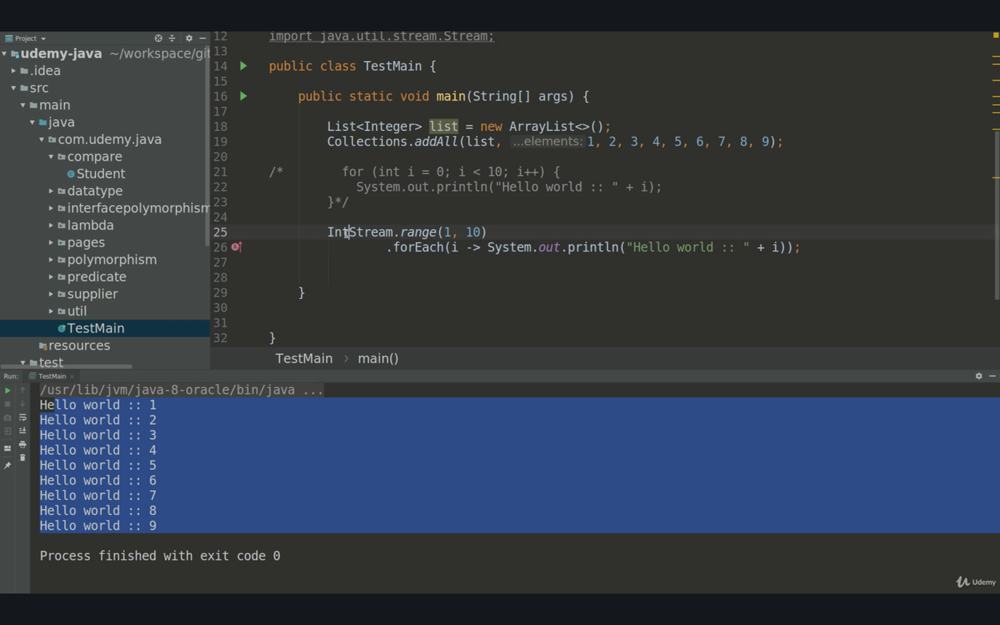 Project
udemy-java ~/workspace/git
.idea
src
main
java
com.udemy.java
compare
Student
datatype
interfacepolymorphism
lambda
pages
polymorphism
predicate
supplier
util
TestMain
resources
test
12 import java.util.stream.Stream;
13
14 public class TestMain {
15
16 public static void main(String[] args) {
17
18 List<Integer> list = new ArrayList<>();
19 Collections.addAll(list, ...elements: 1, 2, 3, 4, 5, 6, 7, 8, 9);
20
21 /* for (int i = 0; i < 10; i++) {
22 System.out.println("Hello world :: " + i);
23 }*/
24
25 IntStream.range(1, 10)
26 .forEach(i -> System.out.println("Hello world :: " + i));
27
28
29 }
30
31
32 }
TestMain > main()
Run: TestMain
/usr/lib/jvm/java-8-oracle/bin/java ...
Hello world :: 1
Hello world :: 2
Hello world :: 3
Hello world :: 4
Hello world :: 5
Hello world :: 6
Hello world :: 7
Hello world :: 8
Hello world :: 9
Process finished with exit code 0
Udemy